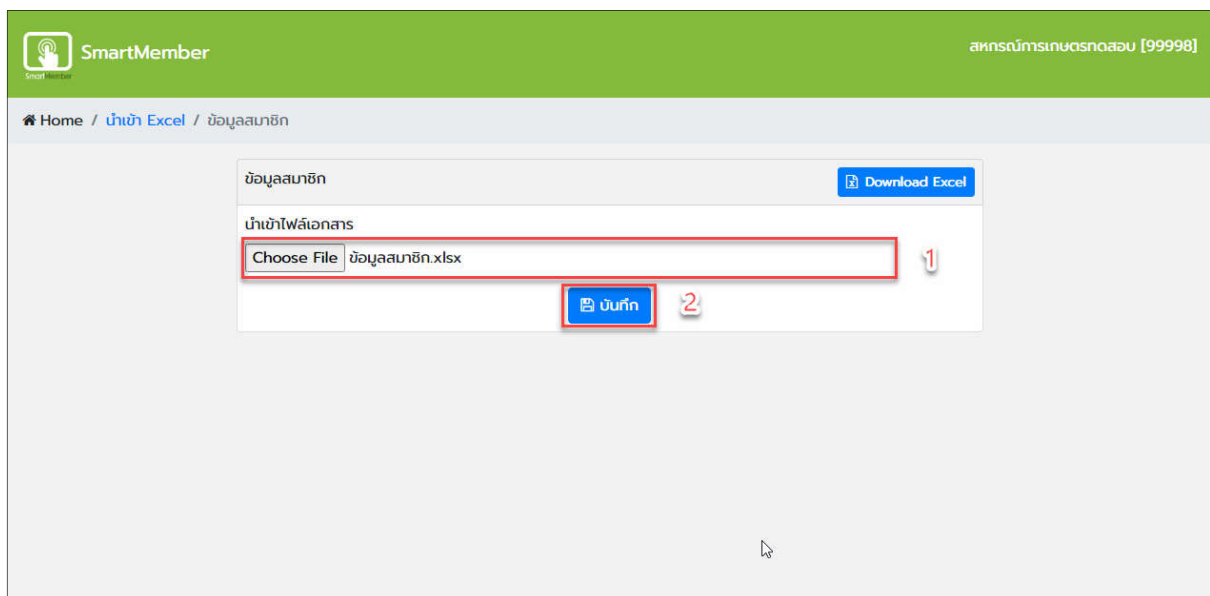 SmartMember
SmartMember
สหกรณ์การเกษตรทดสอบ [99998]
Home / นำเข้า Excel / ข้อมูลสมาชิก
ข้อมูลสมาชิก
Download Excel
นำเข้าไฟล์เอกสาร
Choose File ข้อมูลสมาชิก.xlsx
1
บันทึก
2